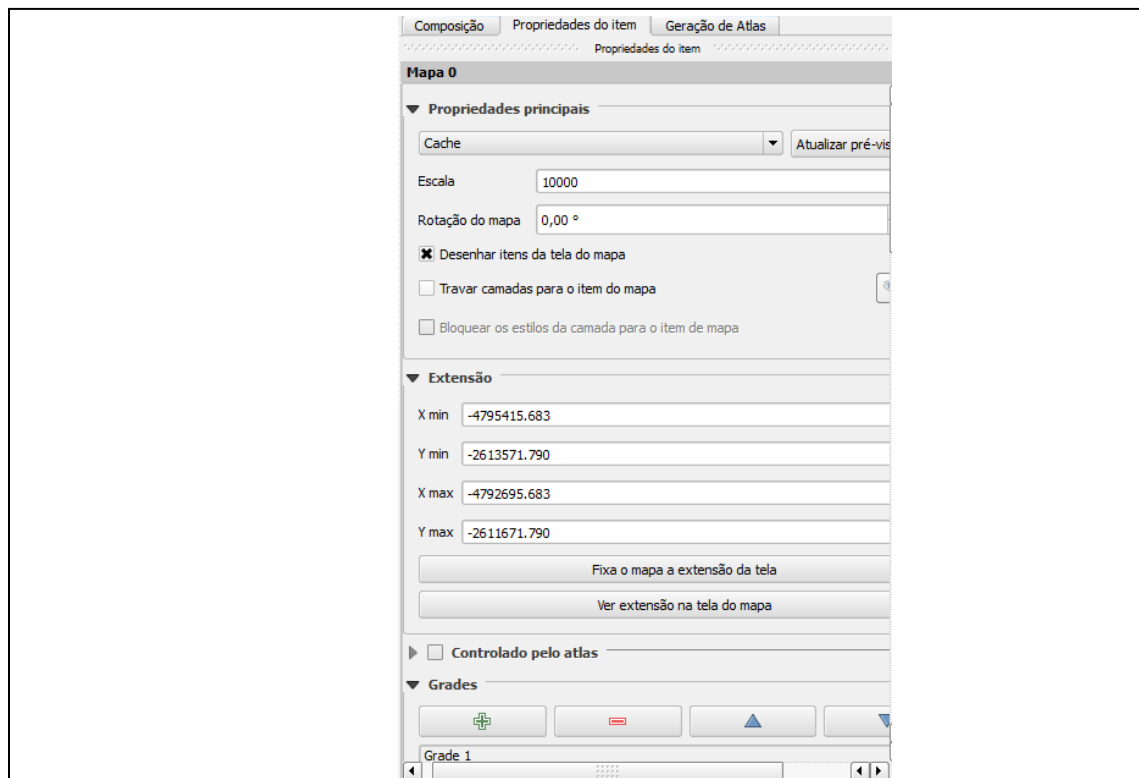 Composição Propriedades do item Geração de Atlas
Propriedades do item
Mapa 0
Propriedades principais
Cache Atualizar pré-vis
Escala 10000
Rotação do mapa 0,00 °
Desenhar itens da tela do mapa
Travar camadas para o item do mapa
Bloquear os estilos da camada para o item de mapa
Extensão
X min -4795415.683
Y min -2613571.790
X max -4792695.683
Y max -2611671.790
Fixa o mapa a extensão da tela
Ver extensão na tela do mapa
Controlado pelo atlas
Grades
Grade 1